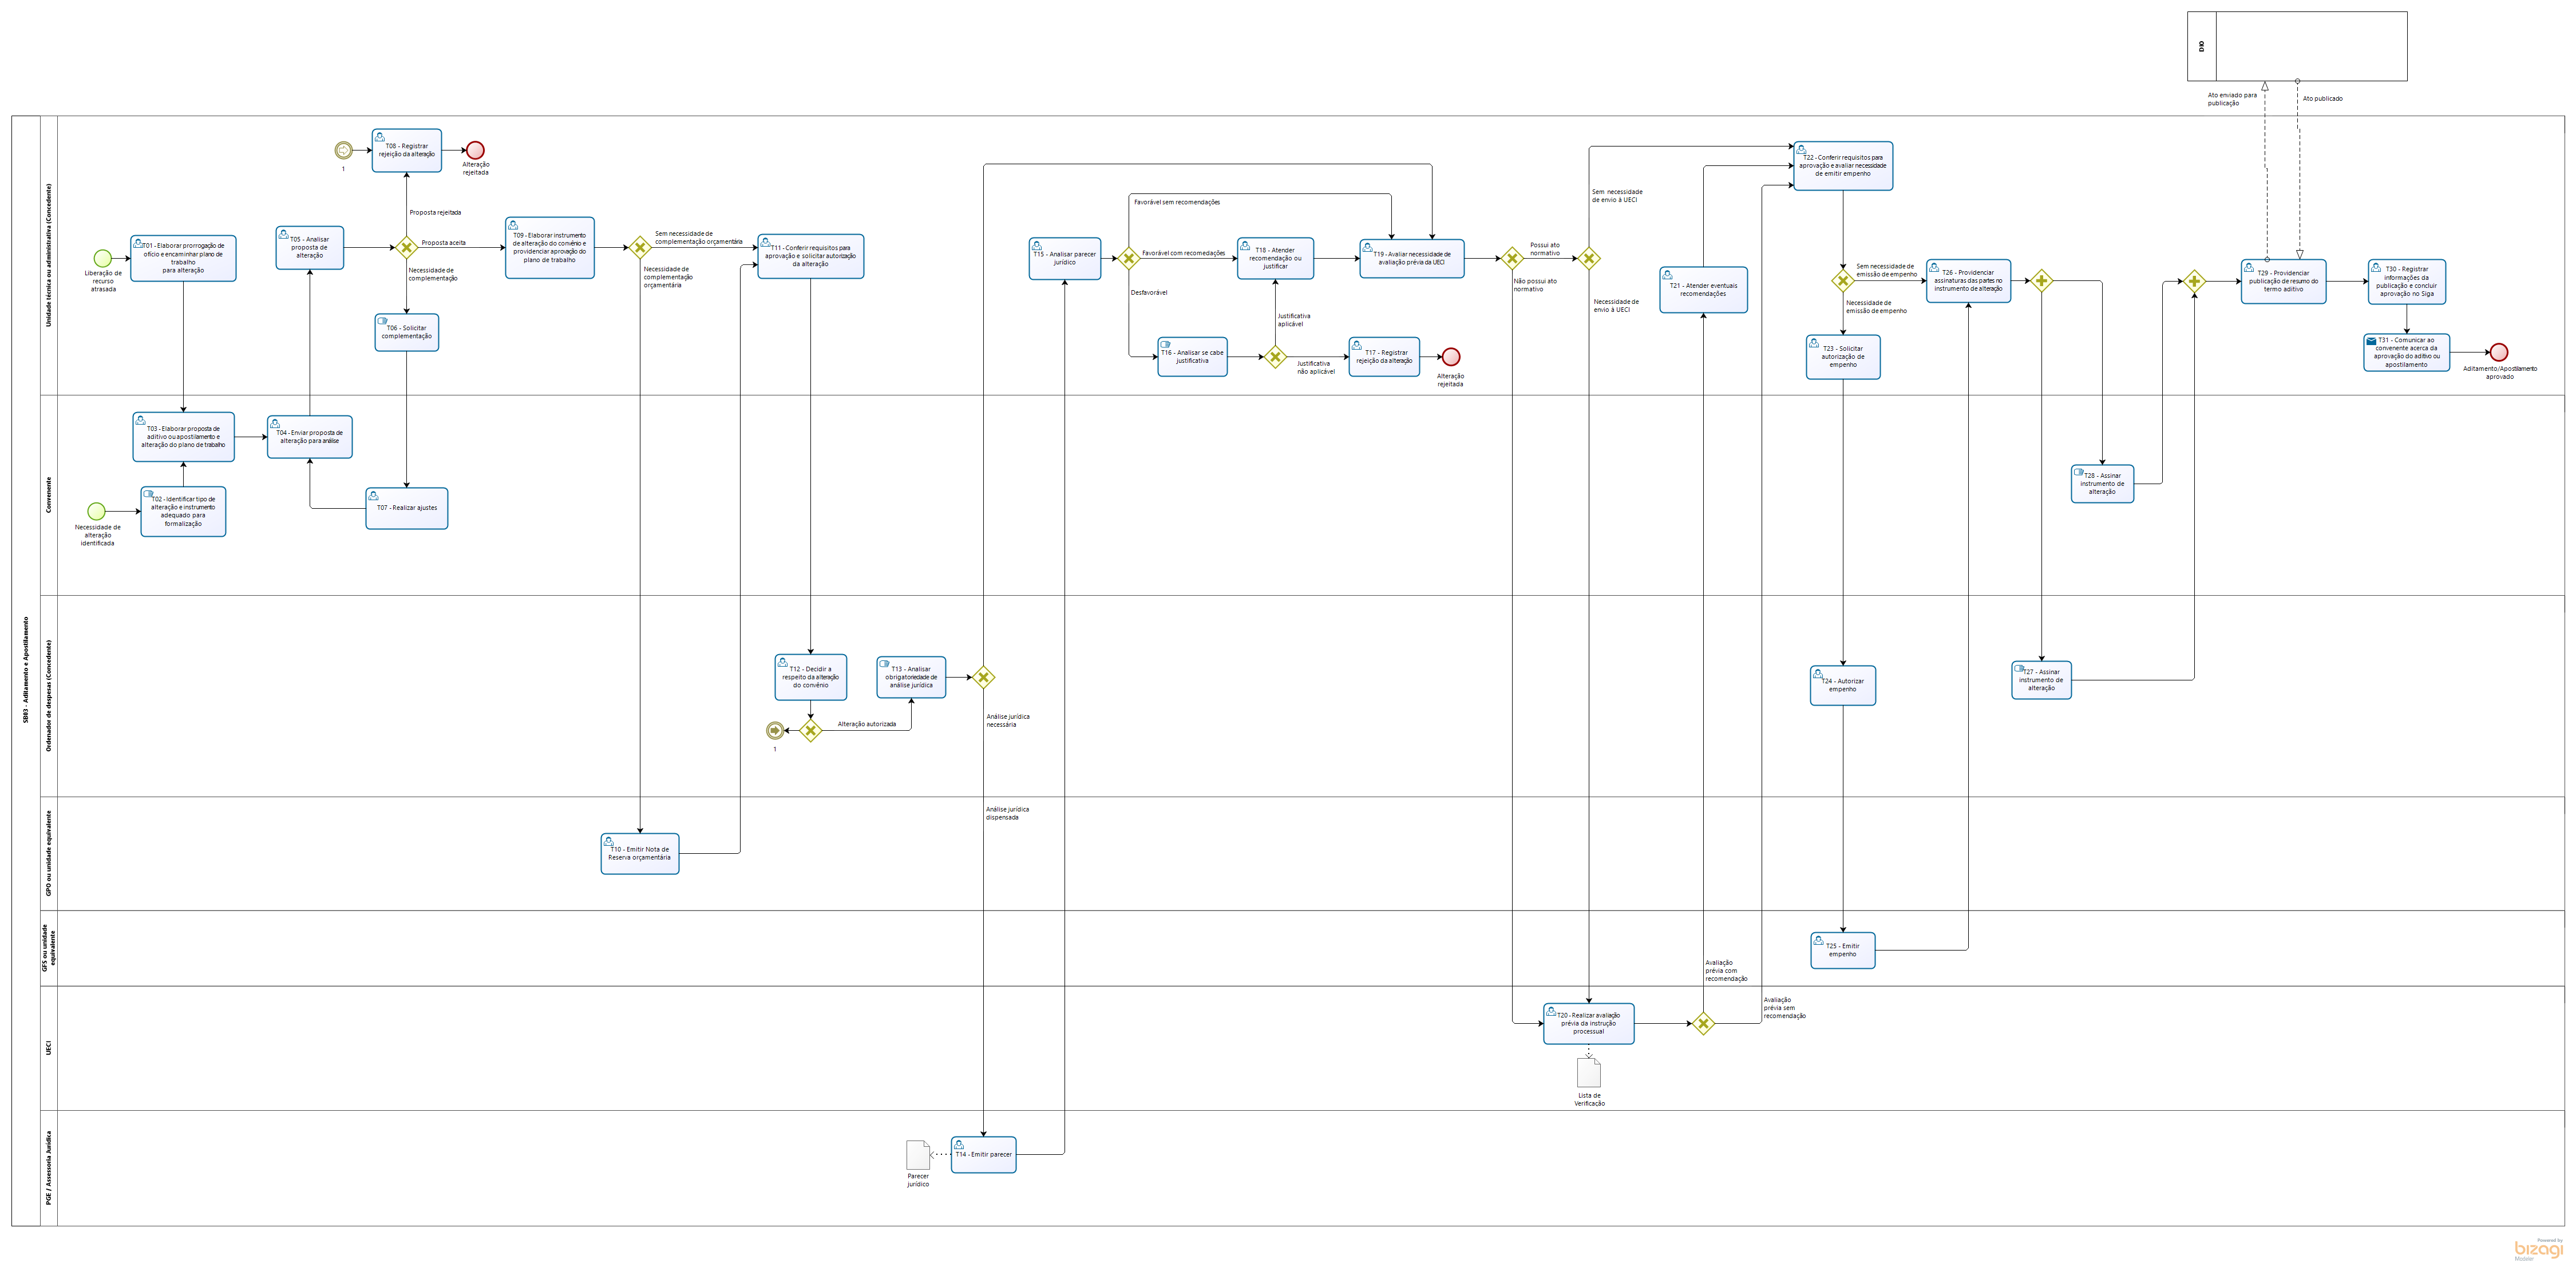 DIO
Ato enviado para
publicação
Ato publicado
SB03 - Aditamento e Apostilamento
Unidade técnica ou administrativa (Concedente)
1
T08 - Registrar
rejeição da alteração
Alteração
rejeitada
Proposta rejeitada
Liberação de
recurso
atrasada
T01 - Elaborar prorrogação de
ofício e encaminhar plano de
trabalho
para alteração
T05 - Analisar
proposta de
alteração
Proposta aceita
Necessidade de
complementação
T06 - Solicitar
complementação
T09 - Elaborar instrumento
de alteração do convênio e
providenciar aprovação do
plano de trabalho
Sem necessidade de
complementação orçamentária
Necessidade de
complementação
orçamentária
T11 - Conferir requisitos para
aprovação e solicitar autorização
da alteração
T15 - Analisar parecer
jurídico
Favorável sem recomendações
Favorável com recomedações
Desfavorável
T16 - Analisar se cabe
justificativa
T18 - Atender
recomendação ou
justificar
Justificativa
aplicável
Justificativa
não aplicável
T17 - Registrar
rejeição da alteração
Alteração
rejeitada
T19 - Avaliar necessidade de
avaliação prévia da UECI
Possui ato
normativo
Não possui ato
normativo
Sem necessidade
de envio à UECI
Necessidade de
envio à UECI
T21 - Atender eventuais
recomendações
T22 - Conferir requisitos para
aprovação e avaliar necessidade
de emitir empenho
Sem necessidade de
emissão de empenho
Necessidade de
emissão de empenho
T23 - Solicitar
autorização de
empenho
T26 - Providenciar
assinaturas das partes no
instrumento de alteração
T29 - Providenciar
publicação de resumo do
termo aditivo
T30 - Registrar
informações da
publicação e concluir
aprovação no Siga
T31 - Comunicar ao
convenente acerca da
aprovação do aditivo ou
apostilamento
Aditamento/Apostilamento
aprovado
Convenente
T03 - Elaborar proposta de
aditivo ou apostilamento e
alteração do plano de trabalho
T04 - Enviar proposta de
alteração para análise
Necessidade de
alteração
identificada
T02 - Identificar tipo de
alteração e instrumento
adequado para
formalização
T07 - Realizar ajustes
T28 - Assinar
instrumento de
alteração
Ordenador de despesas (Concedente)
T12 - Decidir a
respeito da alteração
do convênio
1
Alteração autorizada
T13 - Analisar
obrigatoriedade de
análise jurídica
Análise jurídica
necessária
T24 - Autorizar
empenho
T27 - Assinar
instrumento de
alteração
GPO ou unidade equivalente
T10 - Emitir Nota de
Reserva orçamentária
Análise jurídica
dispensada
GFS ou unidade
equivalente
T25 - Emitir
empenho
Avaliação
prévia com
recomendação
UECI
T20 - Realizar avaliação
prévia da instrução
processual
Lista de
Verificação
Avaliação
prévia sem
recomendação
PGE / Assessoria Jurídica
Parecer
jurídico
T14 - Emitir parecer
Powered by
bizagi
Modeler